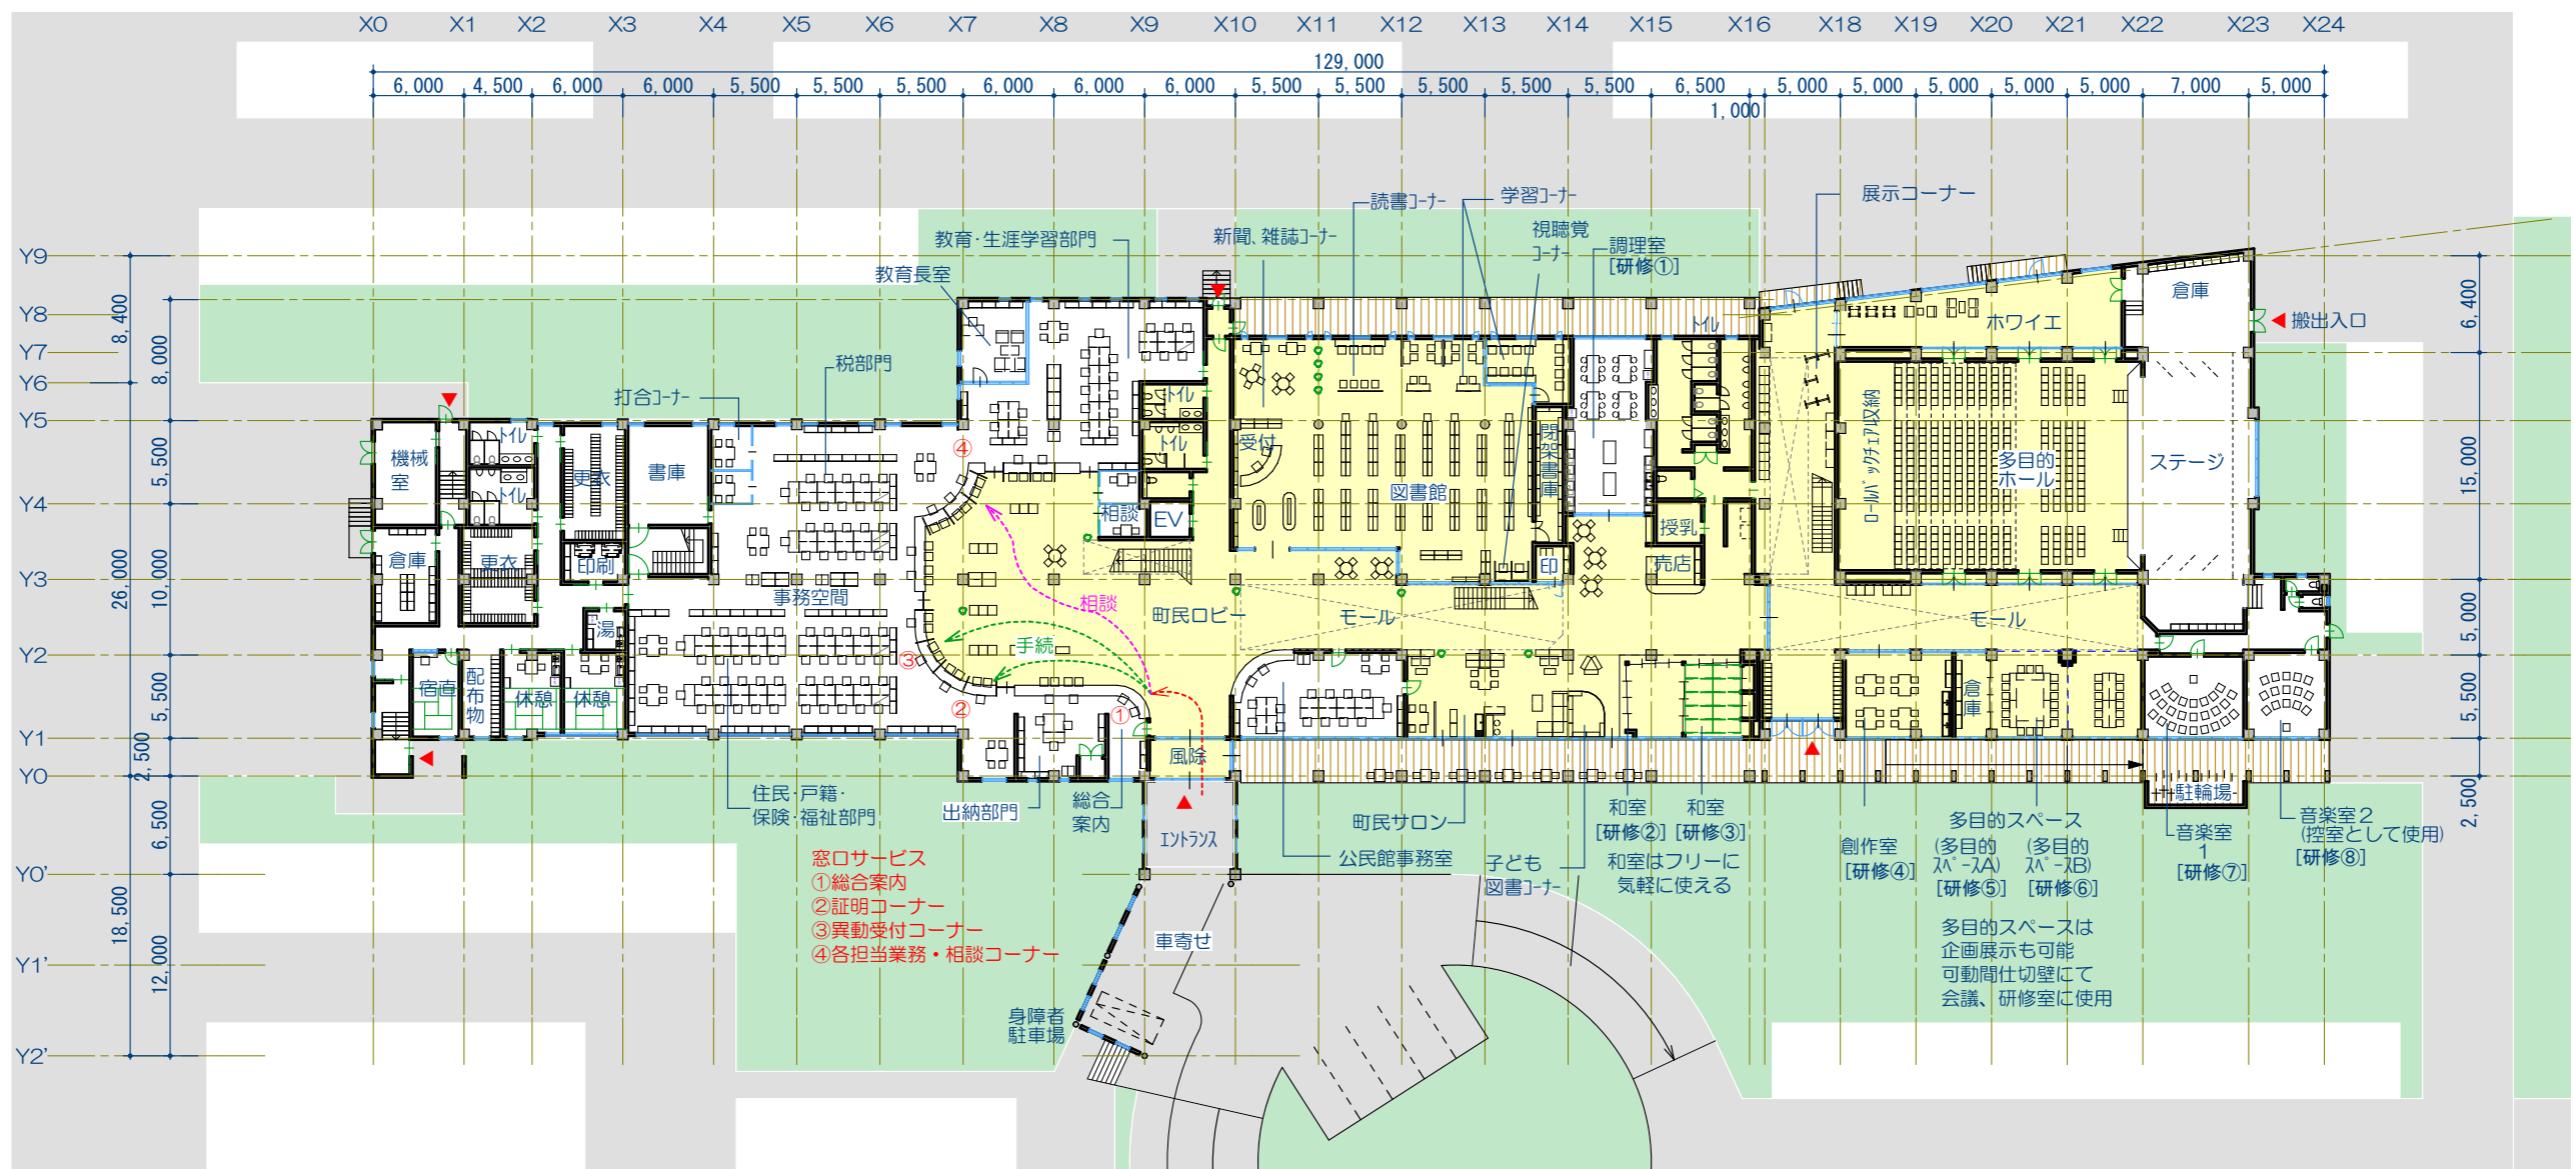 X0 X1 X2 X3 X4 X5 X6 X7 X8 X9 X10 X11 X12 X13 X14 X15 X16 X18 X19 X20 X21 X22 X23 X24
129,000
6,000 4,500 6,000 6,000 5,500 5,500 5,500 6,000 6,000 6,000 5,500 5,500 5,500 5,500 5,500 6,500 5,000 5,000 5,000 5,000 5,000 7,000 5,000
1,000
Y9
Y8
Y7
Y6
Y5
Y4
Y3
Y2
Y1
Y0
Y0'
Y1'
Y2'
8,400
26,000
2,500
18,500
8,000
5,500
10,000
5,500
6,500
12,000
6,400
15,000
5,000
5,500
2,500
教育・生涯学習部門
教育長室
税部門
打合コーナー
新聞、雑誌コーナー
読書コーナー
学習コーナー
視聴覚
コーナー
調理室
[研修①]
展示コーナー
トイレ
ホワイエ
倉庫
搬出入口
機械
室
トイレ
トイレ
更衣
書庫
④
トイレ
トイレ
受付
図書館
閉架書庫
ロールバックチェア収納
多目的
ホール
ステージ
倉庫
更衣
印刷
相談
EV
授乳
売店
印
事務空間
相談
町民ロビー
モール
モール
湯
手続
③
宿直
配布物
休憩
休憩
②
①
倉庫
風除
住民・戸籍・
保険・福祉部門
出納部門
総合
案内
エントランス
町民サロン
公民館事務室
子ども
図書コーナー
和室
[研修②]
和室
[研修③]
和室はフリーに
気軽に使える
創作室
[研修④]
多目的スペース
(多目的
スペースA)
[研修⑤]
(多目的
スペースB)
[研修⑥]
駐輪場
音楽室
1
[研修⑦]
音楽室2
(控室として使用)
[研修⑧]
窓口サービス
①総合案内
②証明コーナー
③異動受付コーナー
④各担当業務・相談コーナー
多目的スペースは
企画展示も可能
可動間仕切壁にて
会議、研修室に使用
車寄せ
身障者
駐車場